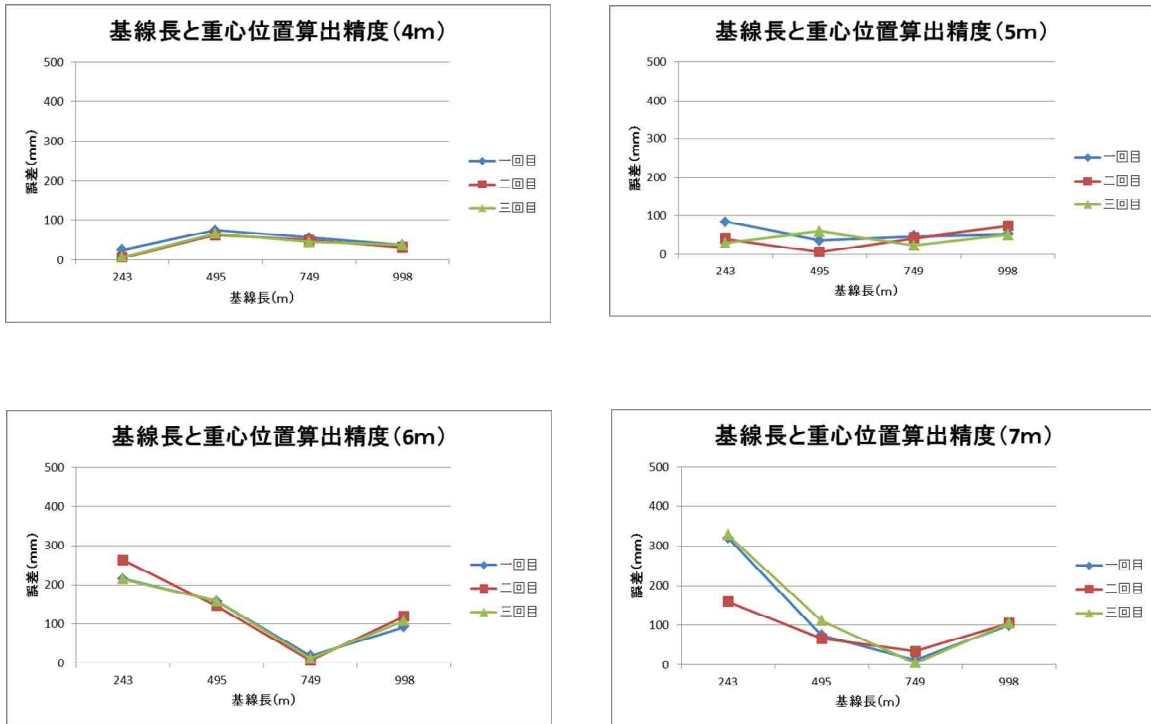 基線長と重心位置算出精度(4m)
500
400
300
200
100
0
誤差(mm)
243 495 749 998
基線長(m)
一回目
二回目
三回目
基線長と重心位置算出精度(5m)
500
400
300
200
100
0
誤差(mm)
243 495 749 998
基線長(m)
一回目
二回目
三回目
基線長と重心位置算出精度(6m)
500
400
300
200
100
0
誤差(mm)
243 495 749 998
基線長(m)
一回目
二回目
三回目
基線長と重心位置算出精度(7m)
500
400
300
200
100
0
誤差(mm)
243 495 749 998
基線長(m)
一回目
二回目
三回目